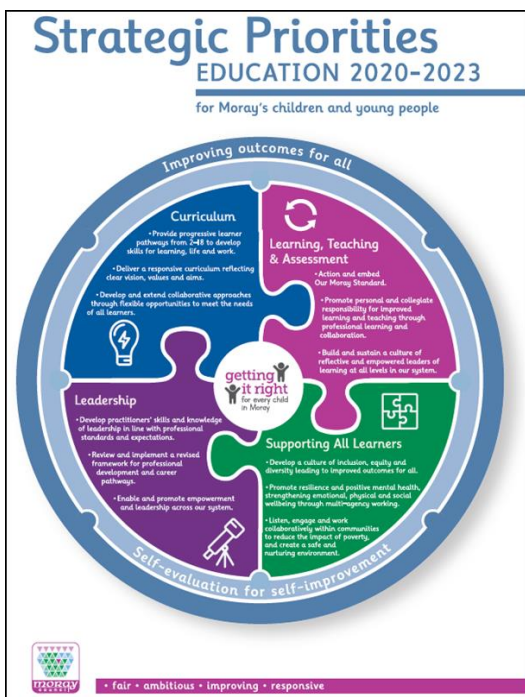 Strategic Priorities
EDUCATION 2020-2023
for Moray's children and young people
Improving outcomes for all
Curriculum
•Provide progressive learner
pathways from 2-18 to develop
skills for learning, life and work.
•Deliver a responsive curriculum reflecting
clear vision, values and aims.
•Develop and extend collaborative approaches
through flexible opportunities to meet the needs
of all learners.
Learning, Teaching
& Assessment
•Action and embed
Our Moray Standard.
•Promote personal and collegiate
responsibility for improved
learning and teaching through
professional learning and
collaboration.
•Build and sustain a culture of
reflective and empowered leaders of
learning at all levels in our system.
getting
it right
for every child
in Moray
Leadership
•Develop practitioners' skills and knowledge
of leadership in line with professional
standards and expectations.
•Review and implement a revised
framework for professional
development and career
pathways.
•Enable and promote empowerment
and leadership across our system.
Supporting All Learners
•Develop a culture of inclusion, equity and
diversity leading to improved outcomes for all.
•Promote resilience and positive mental health,
strengthening emotional, physical and social
wellbeing through multi-agency working.
•Listen, engage and work
collaboratively within communities
to reduce the impact of poverty,
and create a safe and
nurturing environment.
Self-evaluation for self-improvement
moray
council
• fair • ambitious • improving • responsive